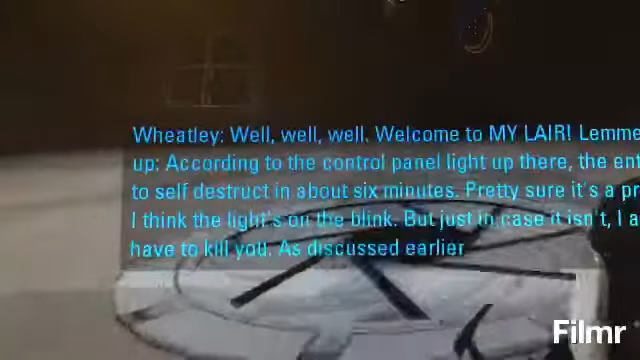 Wheatley: Well, well, well. Welcome to MY LAIR! Lemme
up: According to the control panel light up there, the
to self destruct in about six minutes. Pretty sure it's a
I think the light's on the blink. But just in case it isn't, I
have to kill you. As discussed earlier
Filmr